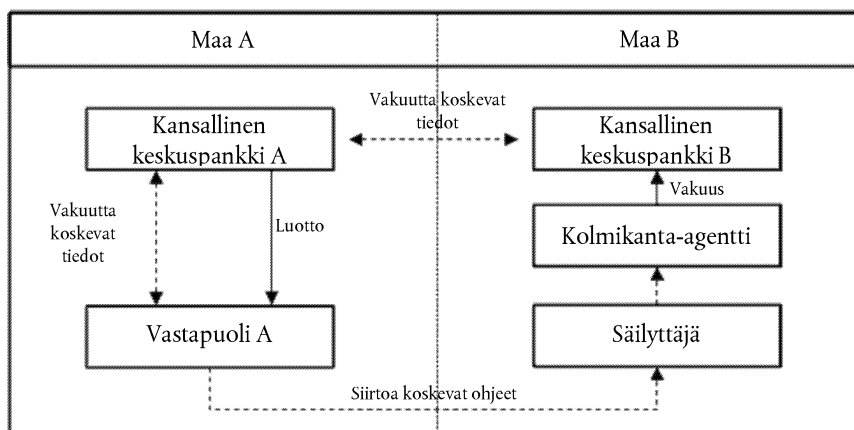 Maa A
Maa B
Vakuutta koskevat
tiedot
Kansallinen
keskuspankki A
Kansallinen
keskuspankki B
Vakuus
Vakuutta
koskevat
tiedot
Luotto
Kolmikanta-agentti
Vastapuoli A
Säilyttäjä
Siirtoa koskevat ohjeet